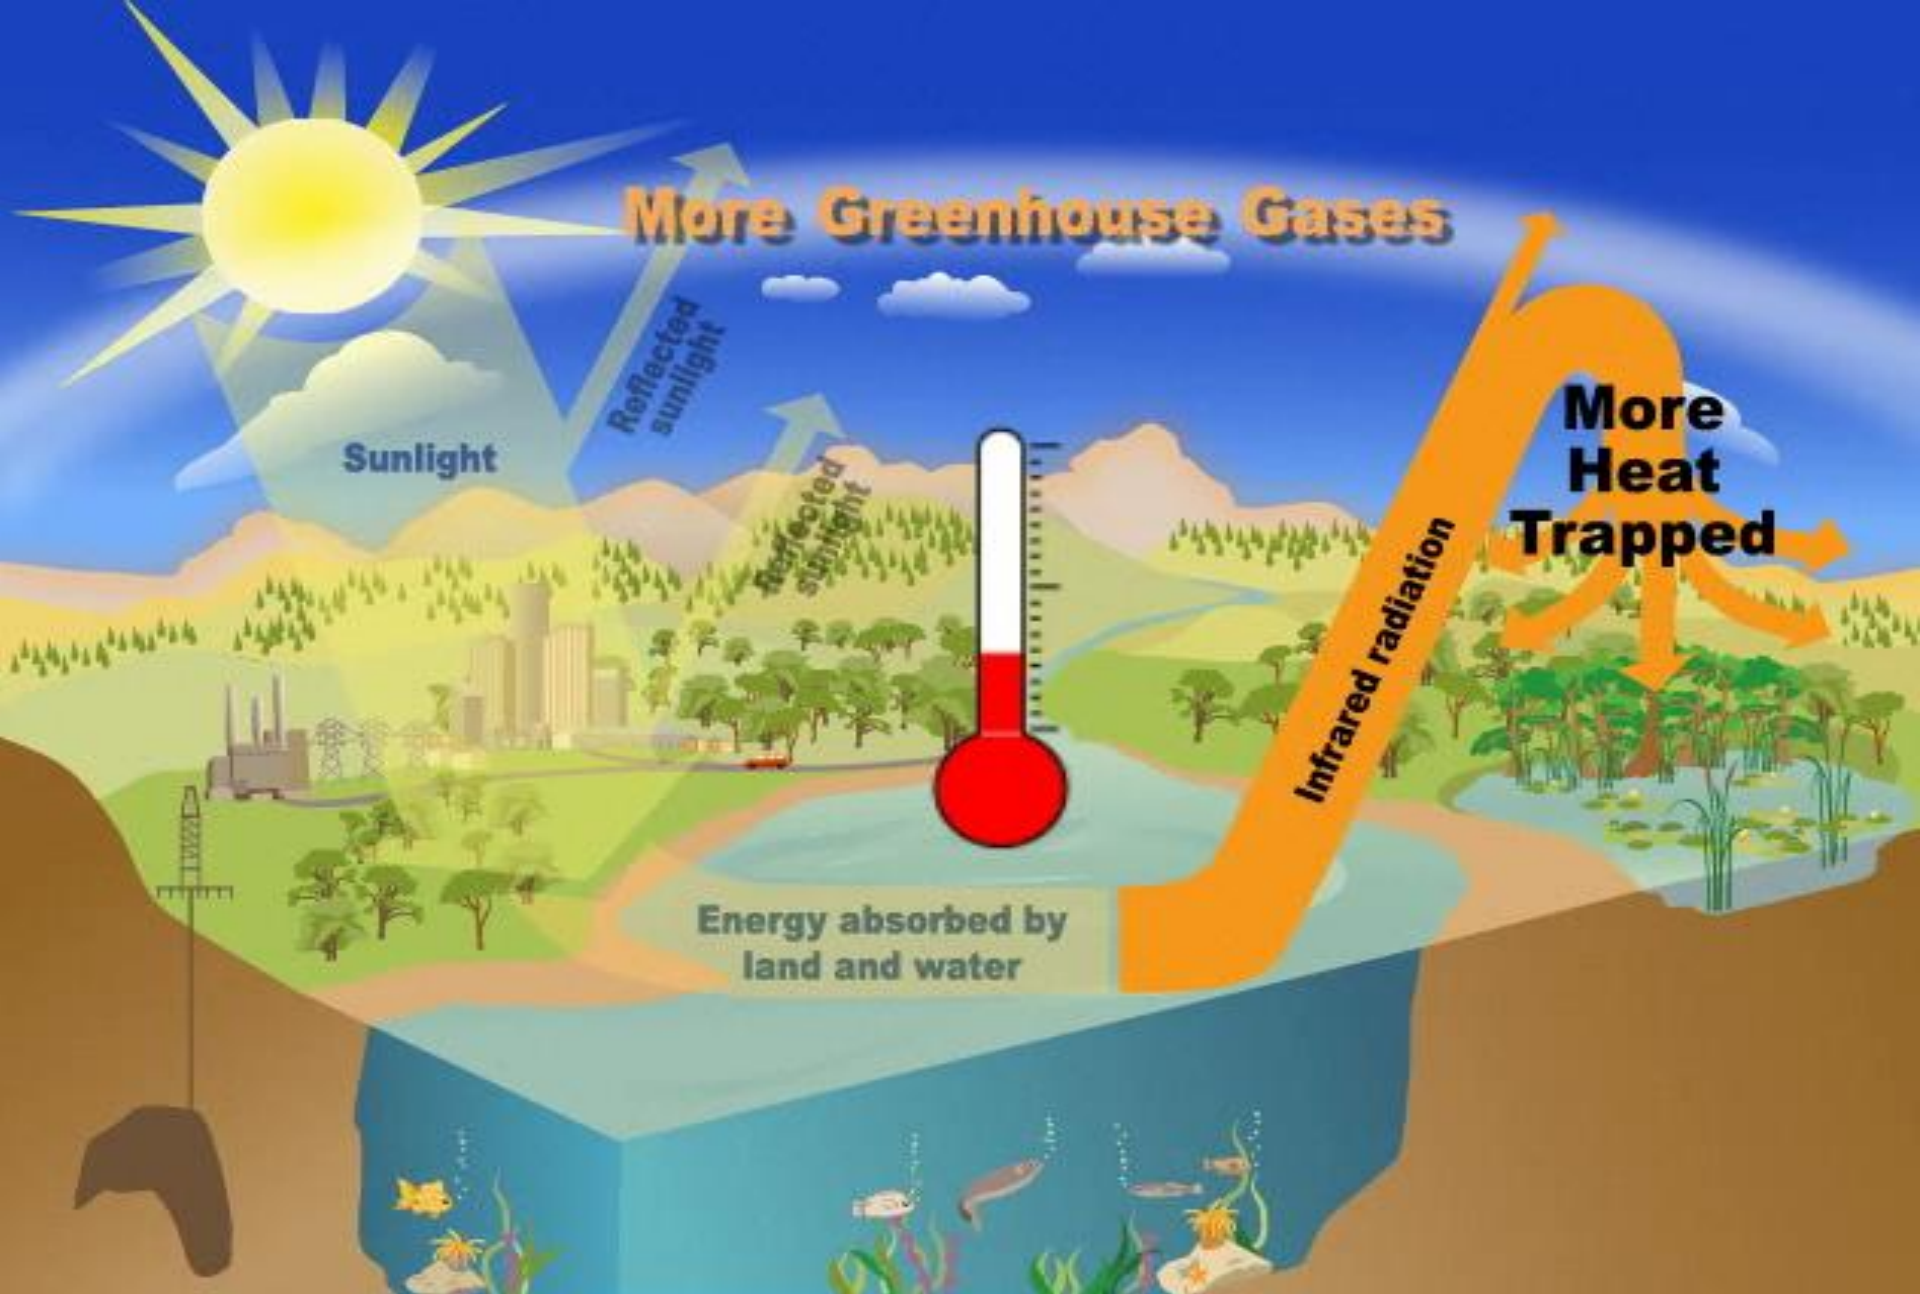 More Greenhouse Gases
Reflected
sunlight
Sunlight
Reflected
sunlight
More
Heat
Trapped
Infrared radiation
Energy absorbed by
land and water